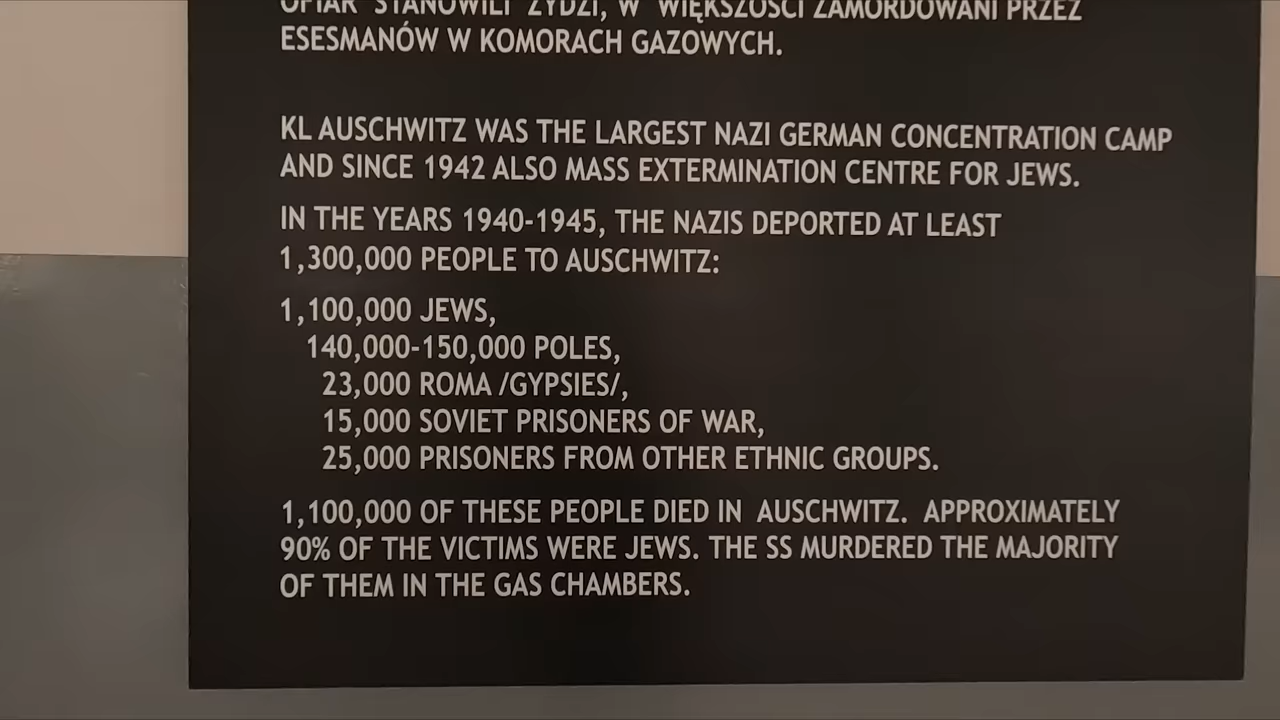 OFIAR STANOWILI ŻYDZI, W WIĘKSZOŚCI ZAMORDOWANI PRZEZ
ESESMANÓW W KOMORACH GAZOWYCH.
KL AUSCHWITZ WAS THE LARGEST NAZI GERMAN CONCENTRATION CAMP
AND SINCE 1942 ALSO MASS EXTERMINATION CENTRE FOR JEWS.
IN THE YEARS 1940-1945, THE NAZIS DEPORTED AT LEAST
1,300,000 PEOPLE TO AUSCHWITZ:
1,100,000 JEWS,
140,000-150,000 POLES,
23,000 ROMA /GYPSIES/,
15,000 SOVIET PRISONERS OF WAR,
25,000 PRISONERS FROM OTHER ETHNIC GROUPS.
1,100,000 OF THESE PEOPLE DIED IN AUSCHWITZ. APPROXIMATELY
90% OF THE VICTIMS WERE JEWS. THE SS MURDERED THE MAJORITY
OF THEM IN THE GAS CHAMBERS.